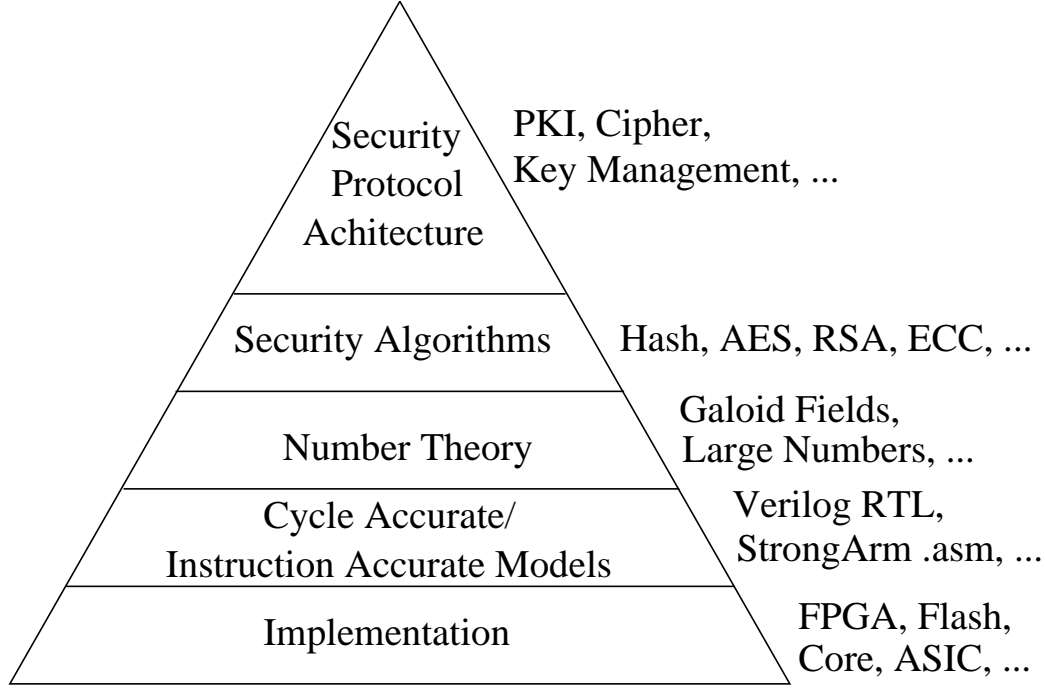 Security
Protocol
Achitecture
PKI, Cipher,
Key Management, ...
Security Algorithms
Hash, AES, RSA, ECC, ...
Number Theory
Galoid Fields,
Large Numbers, ...
Cycle Accurate/
Instruction Accurate Models
Verilog RTL,
StrongArm .asm, ...
Implementation
FPGA, Flash,
Core, ASIC, ...